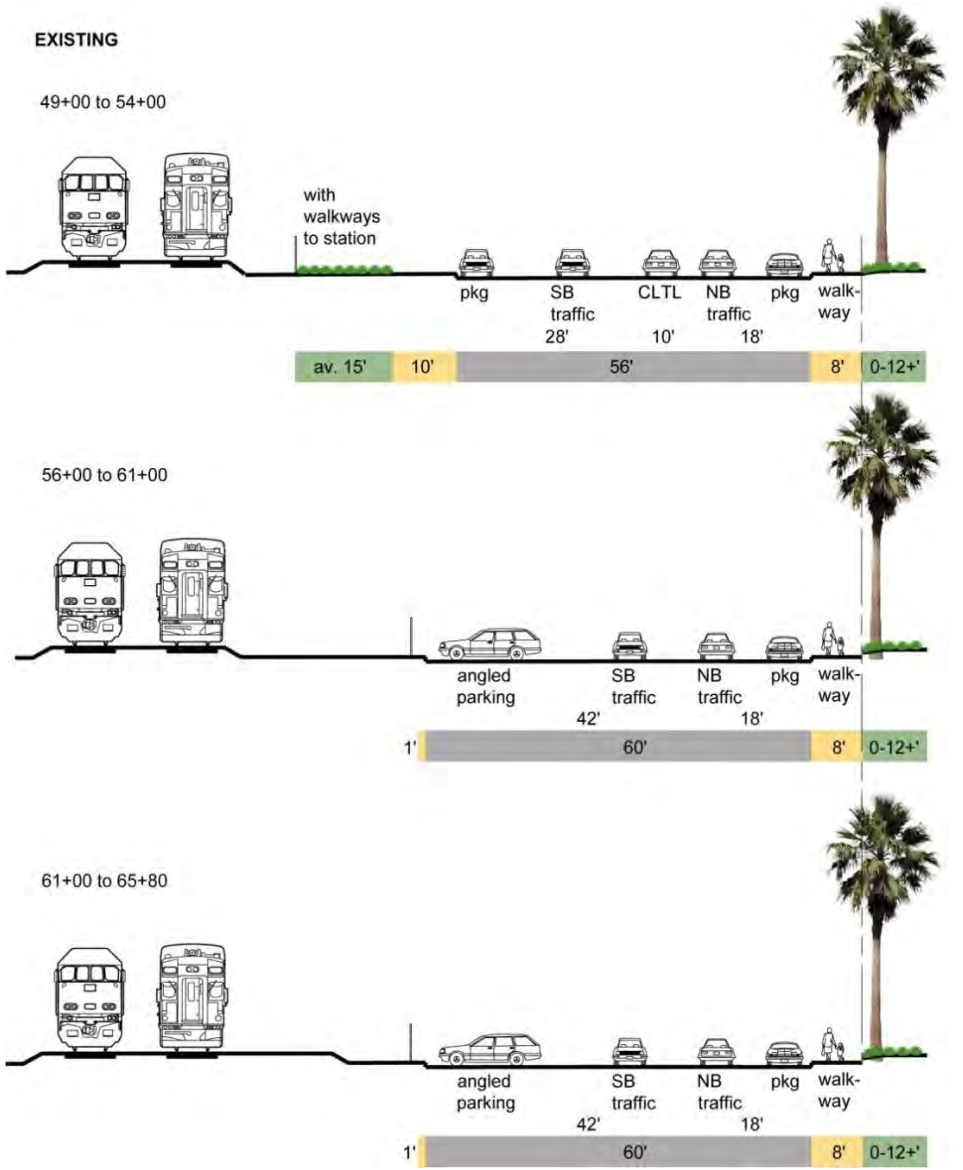 EXISTING
49+00 to 54+00
with
walkways
to station
pkg SB CLTL NB pkg walk-
traffic traffic way
28' 10' 18'
av. 15' 10' 56' 8' 0-12+'
56+00 to 61+00
angled SB NB pkg walk-
parking traffic traffic way
42' 18'
1' 60' 8' 0-12+'
61+00 to 65+80
angled SB NB pkg walk-
parking traffic traffic way
42' 18'
1' 60' 8' 0-12+'